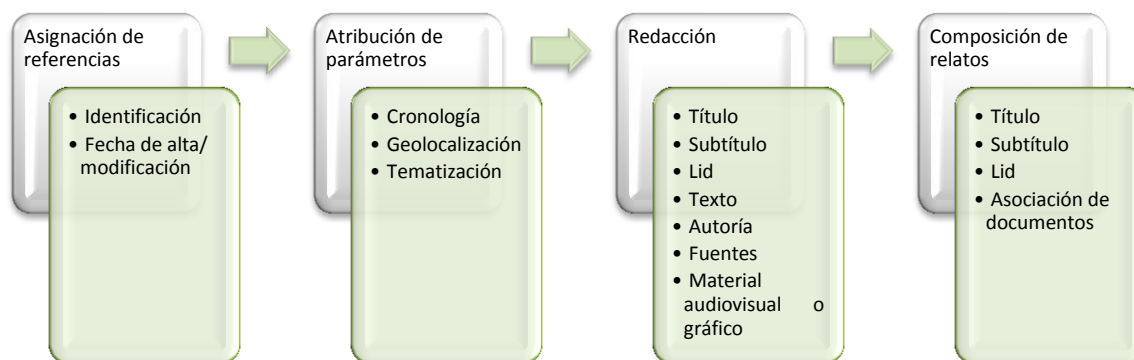 Asignación de
referencias
• Identificación
• Fecha de alta/
modificación
Atribución de
parámetros
• Cronología
• Geolocalización
• Tematización
Redacción
• Título
• Subtítulo
• Lid
• Texto
• Autoría
• Fuentes
• Material
audiovisual o
gráfico
Composición de
relatos
• Título
• Subtítulo
• Lid
• Asociación de
documentos